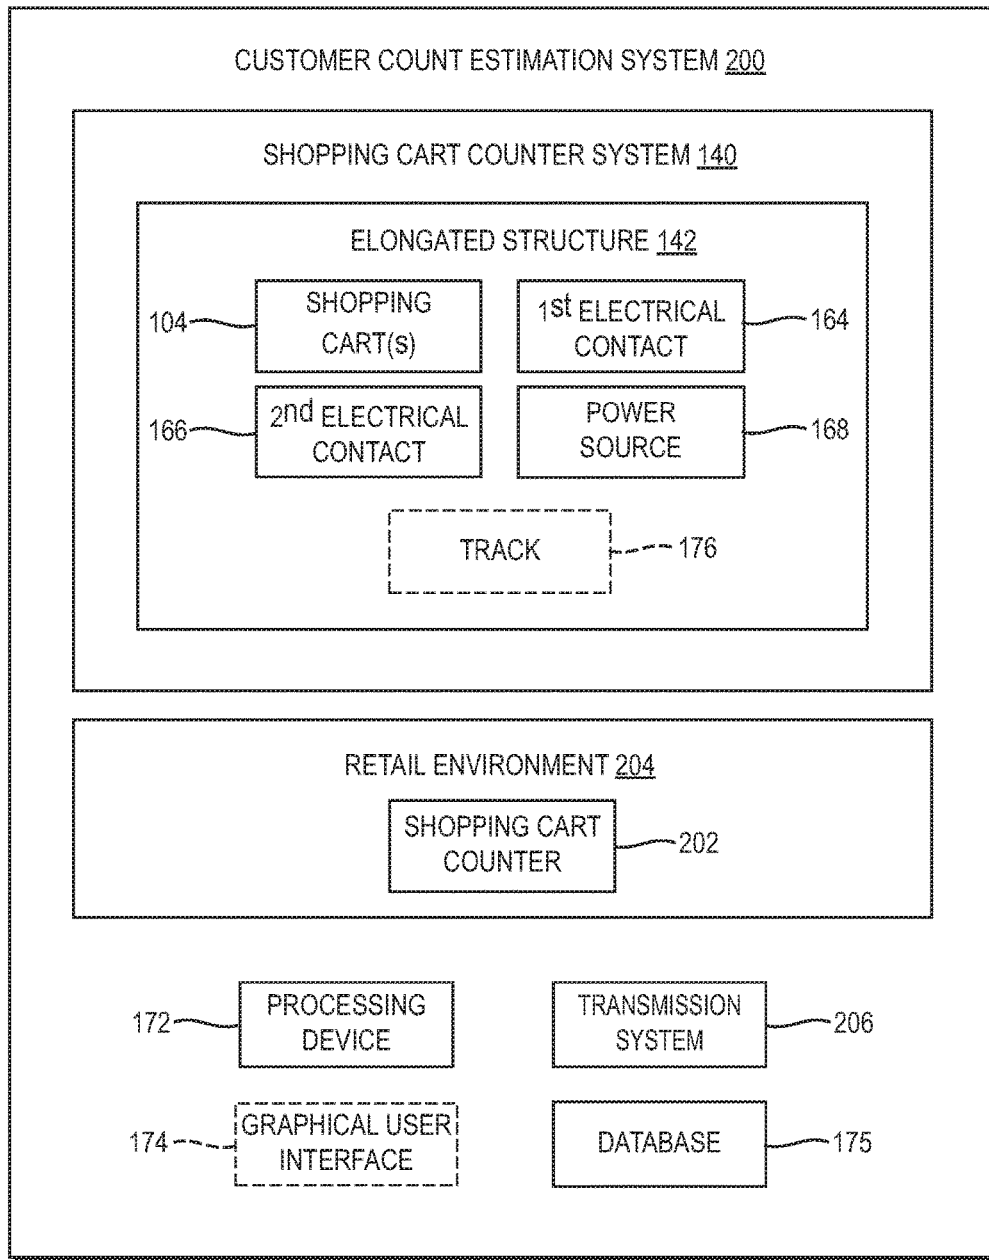 CUSTOMER COUNT ESTIMATION SYSTEM 200
SHOPPING CART COUNTER SYSTEM 140
ELONGATED STRUCTURE 142
104
SHOPPING
CART(s)
1st ELECTRICAL
CONTACT
164
166
2nd ELECTRICAL
CONTACT
POWER
SOURCE
168
TRACK
176
RETAIL ENVIRONMENT 204
SHOPPING CART
COUNTER
202
172
PROCESSING
DEVICE
TRANSMISSION
SYSTEM
206
174
GRAPHICAL USER
INTERFACE
DATABASE
175